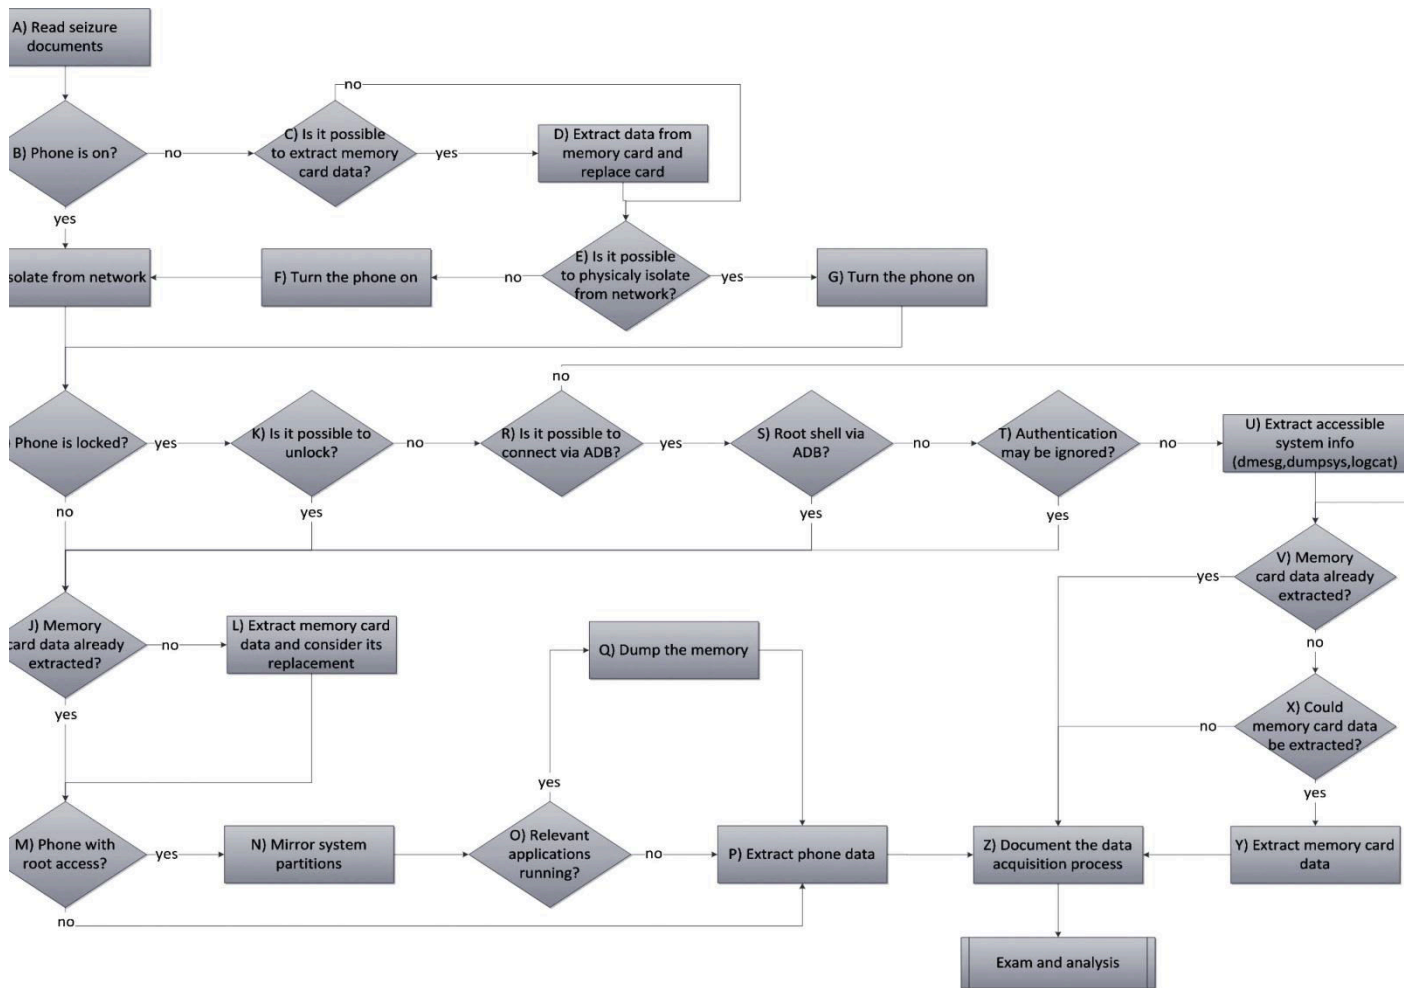 A) Read seizure
documents
no
B) Phone is on?
no
C) Is it possible
to extract memory
card data?
yes
D) Extract data from
memory card and
replace card
yes
solate from network
F) Turn the phone on
no
E) Is it possible
to physicaly isolate
from network?
yes
G) Turn the phone on
no
Phone is locked?
yes
K) Is it possible to
unlock?
no
R) Is it possible to
connect via ADB?
yes
S) Root shell via
ADB?
no
T) Authentication
may be ignored?
no
U) Extract accessible
system info
(dmesg,dumpsys,logcat)
no
yes
yes
yes
V) Memory
card data already
extracted?
yes
no
J) Memory
card data already
extracted?
no
L) Extract memory card
data and consider its
replacement
Q) Dump the memory
yes
X) Could
memory card data
be extracted?
no
yes
yes
M) Phone with
root access?
yes
N) Mirror system
partitions
O) Relevant
applications
running?
no
P) Extract phone data
Z) Document the data
acquisition process
Y) Extract memory card
data
no
Exam and analysis